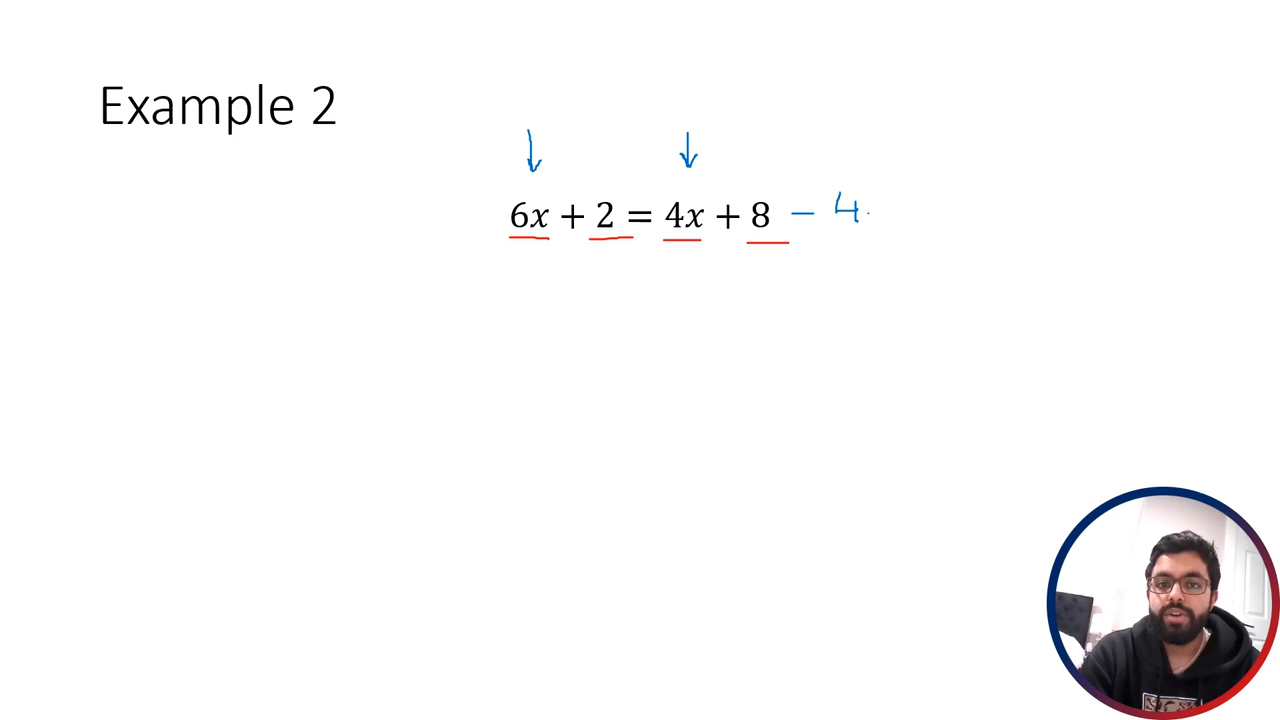 Example 2
6x + 2 = 4x + 8 − 4